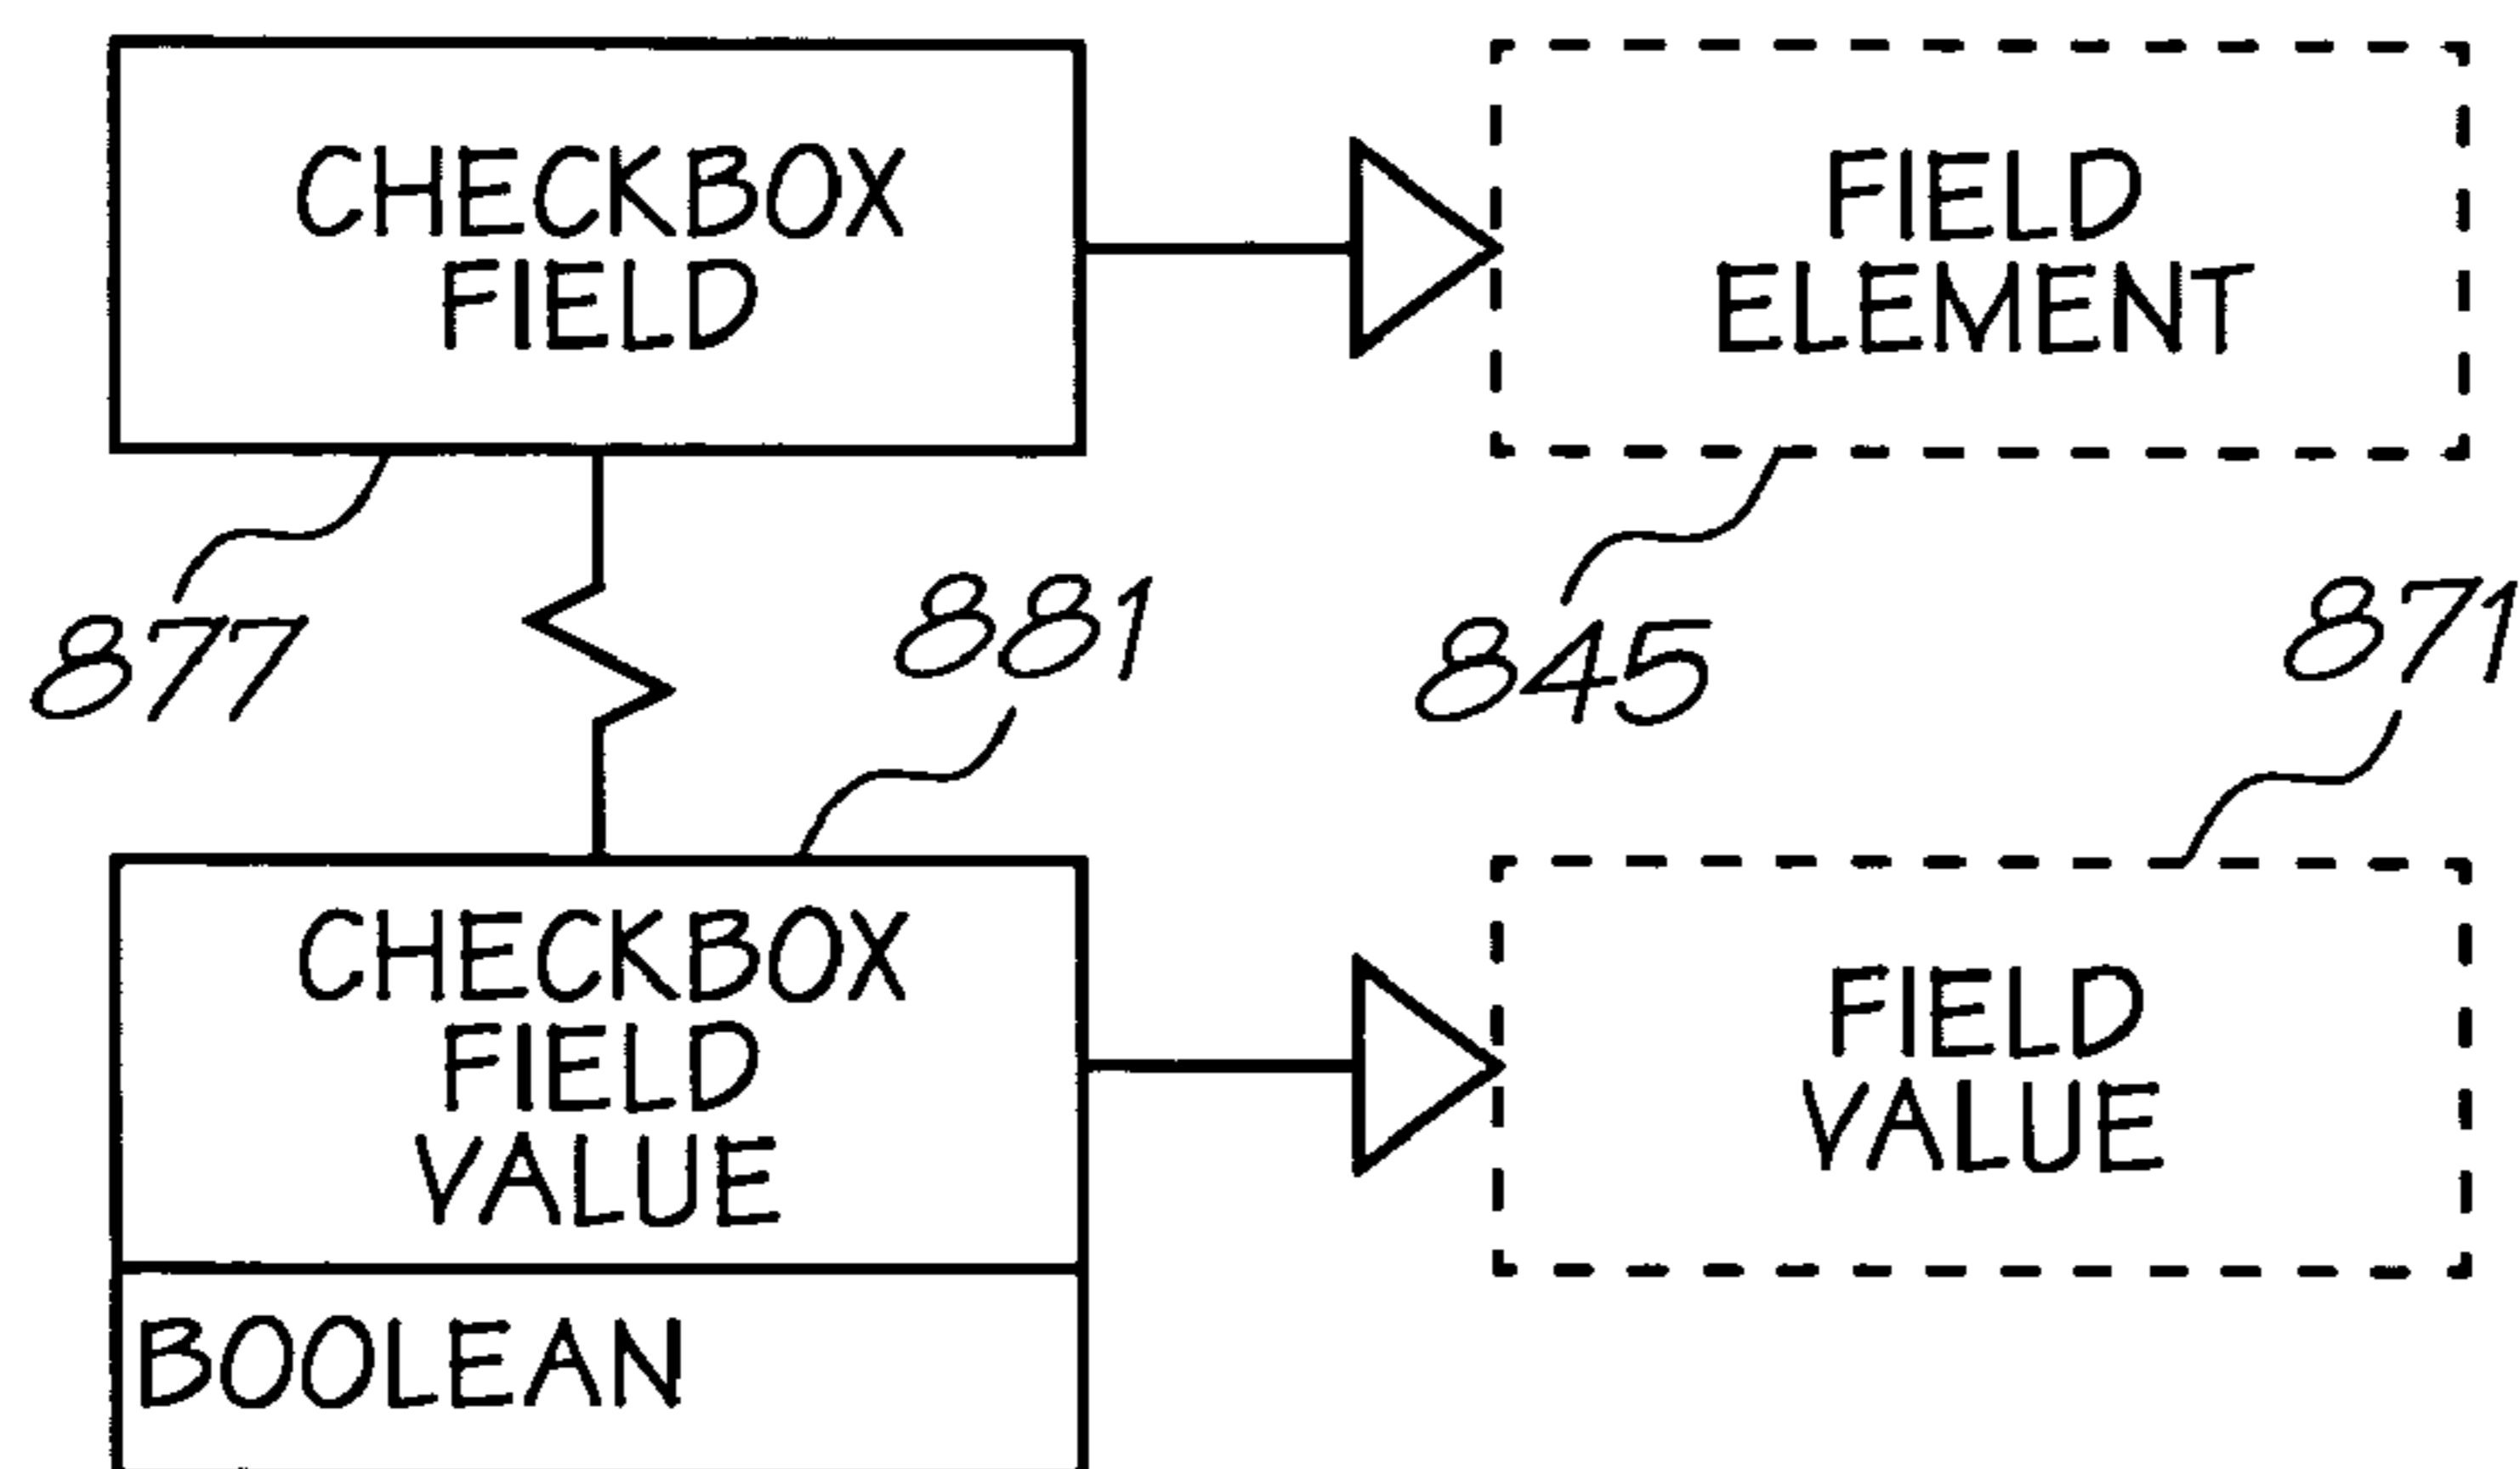 CHECKBOX
FIELD
FIELD
ELEMENT
877
881
845
871
CHECKBOX
FIELD
VALUE
FIELD
VALUE
BOOLEAN